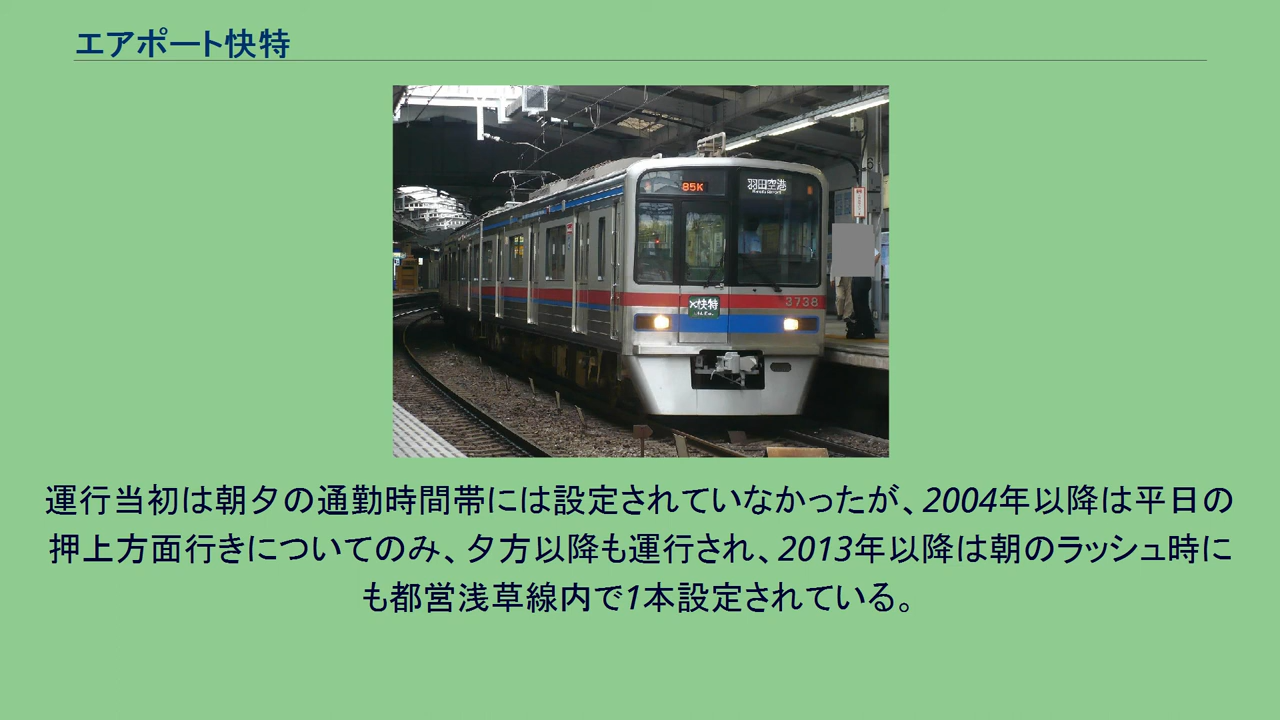 エアポート快特
85K
羽田空港
快特
3738
6
運行当初は朝夕の通勤時間帯には設定されていなかったが、2004年以降は平日の
押上方面行きについてのみ、夕方以降も運行され、2013年以降は朝のラッシュ時に
も都営浅草線内で1本設定されている。